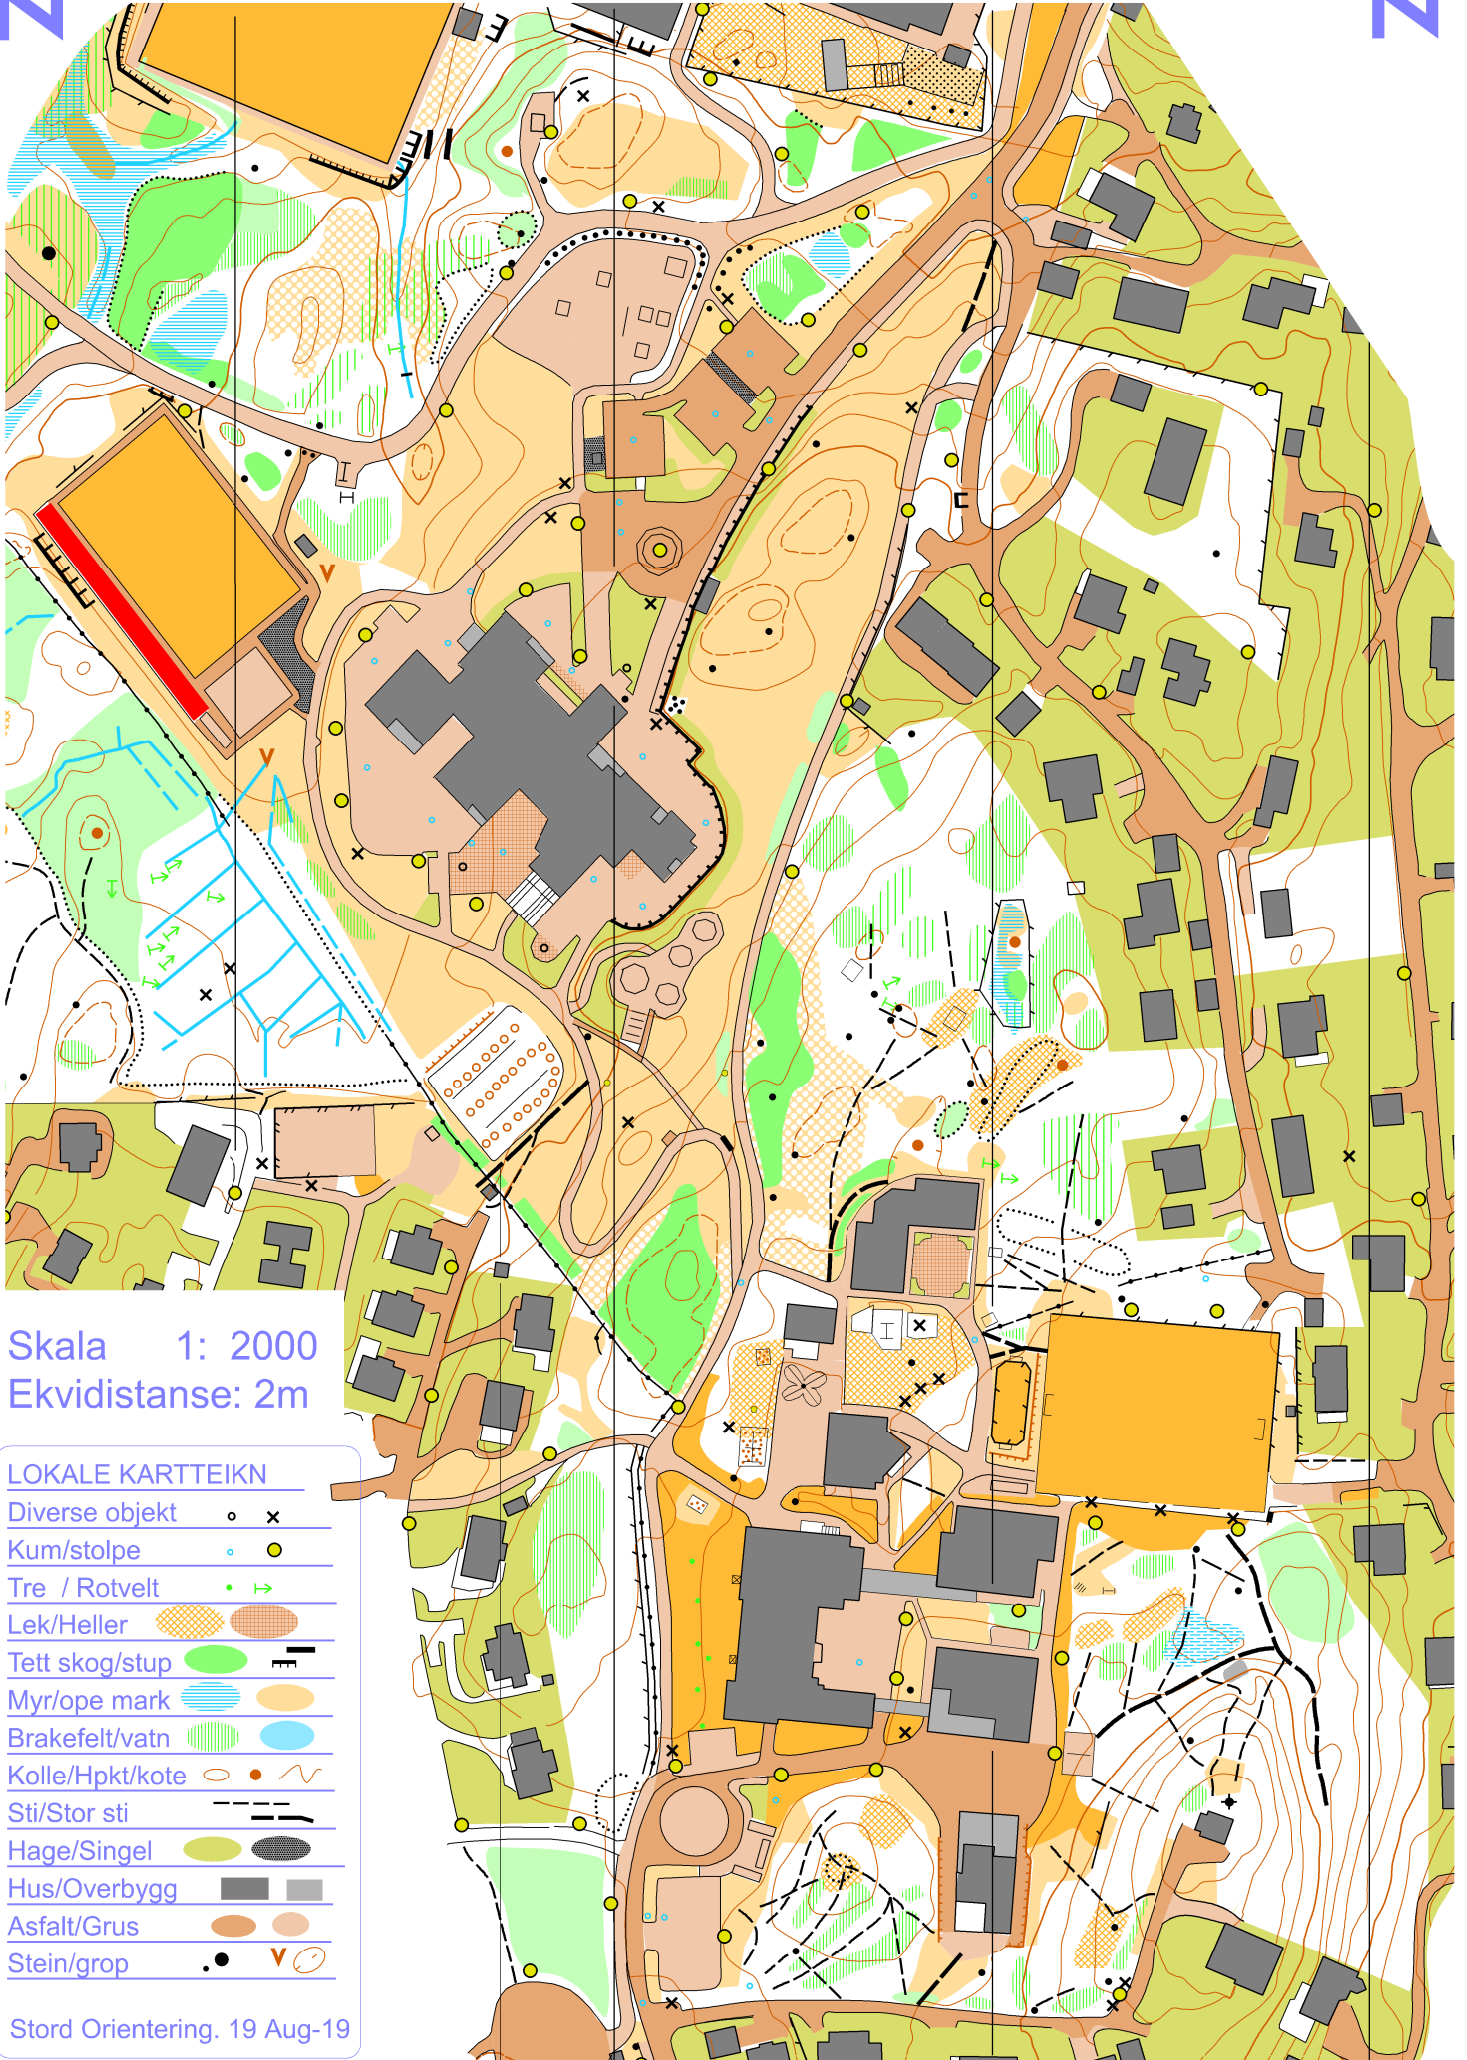 Skala 1: 2000
Ekvidistanse: 2m
LOKALE KARTTEIKN
Diverse objekt
Kum/stolpe
Tre / Rotvelt
Lek/Heller
Tett skog/stup
Myr/ope mark
Brakefelt/vatn
Kolle/Hpkt/kote
Sti/Stor sti
Hage/Singel
Hus/Overbygg
Asfalt/Grus
Stein/grop
Stord Orientering. 19 Aug-19